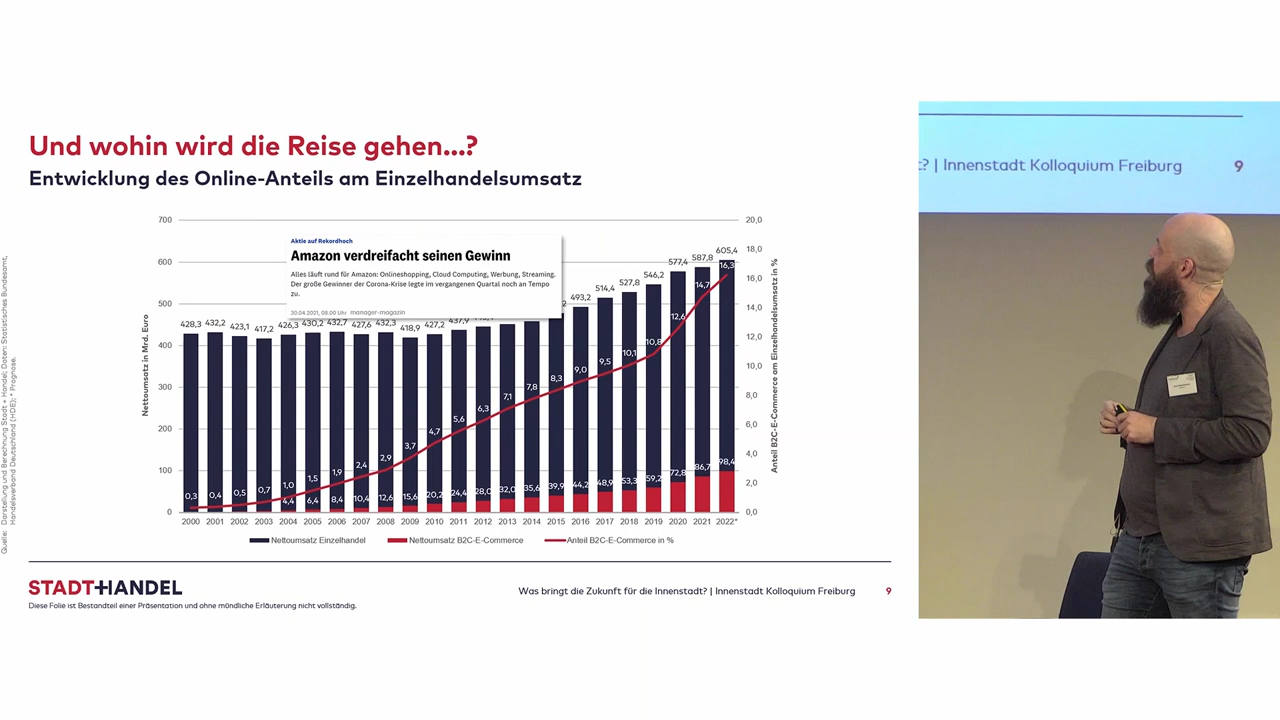 Und wohin wird die Reise gehen...?
Entwicklung des Online-Anteils am Einzelhandelsumsatz
700
600
500
400
300
200
100
0
Nettoumsatz in Mrd. Euro
20,0
18,0
16,0
14,0
12,0
10,0
8,0
6,0
4,0
2,0
0,0
Anteil B2C-E-Commerce am Einzelhandelsumsatz in %
Aktie auf Rekordhoch
Amazon verdreifacht seinen Gewinn
Alles läuft rund für Amazon: Onlineshopping, Cloud Computing, Werbung, Streaming.
Der große Gewinner der Corona-Krise legte im vergangenen Quartal noch an Tempo
zu.
30.04.2021, 08.00 Uhr manager-magazin
428,3 432,2 423,1 417,2 426,3 430,2 432,7 427,6 432,3 418,9 427,2 437,9 493,2 514,4 527,8 546,2 577,4 587,8 605,4
0,3 0,4 0,5 0,7 1,0 1,5 1,9 2,4 2,9 3,7 4,7 5,6 6,3 7,1 7,8 8,3 9,0 9,5 10,1 10,8 12,6 14,7 16,3
4,4 6,4 8,4 10,4 12,6 15,6 20,2 24,4 28,0 32,0 35,6 39,9 44,2 48,9 53,3 59,2 72,8 86,7 98,4
2000 2001 2002 2003 2004 2005 2006 2007 2008 2009 2010 2011 2012 2013 2014 2015 2016 2017 2018 2019 2020 2021 2022*
Nettoumsatz Einzelhandel Nettoumsatz B2C-E-Commerce Anteil B2C-E-Commerce in %
Quelle: Darstellung und Berechnung Stadt + Handel; Daten: Statistisches Bundesamt,
Handelsverband Deutschland (HDE); * Prognose.
STADT+HANDEL
Diese Folie ist Bestandteil einer Präsentation und ohne mündliche Erläuterung nicht vollständig.
Was bringt die Zukunft für die Innenstadt? | Innenstadt Kolloquium Freiburg 9
t? | Innenstadt Kolloquium Freiburg 9